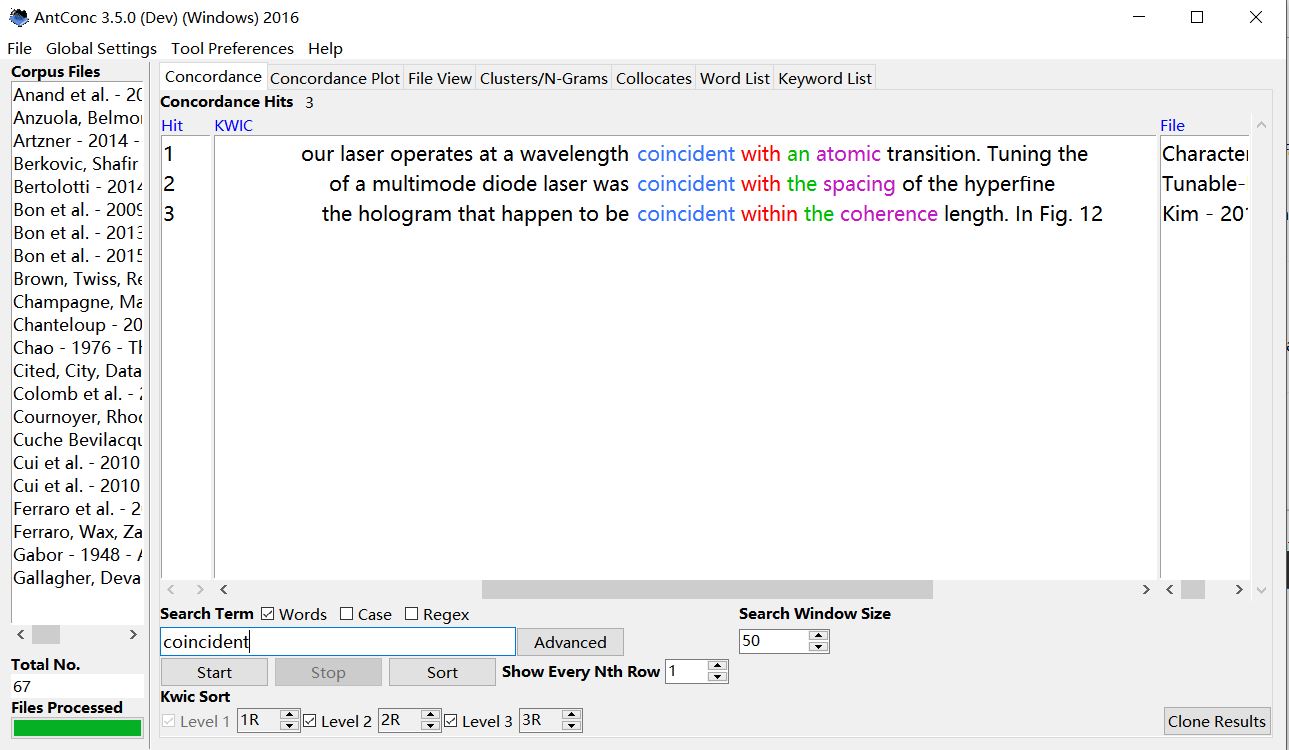 AntConc 3.5.0 (Dev) (Windows) 2016
File Global Settings Tool Preferences Help
Corpus Files
Anand et al. - 20
Anzuola, Belmo
Artzner - 2014 -
Berkovic, Shafir
Bertolotti - 2014
Bon et al. - 2009
Bon et al. - 2013
Bon et al. - 2015
Brown, Twiss, Re
Champagne, Ma
Chanteloup - 20
Chao - 1976 - Th
Cited, City, Data
Colomb et al. - 2
Cournoyer, Rhod
Cuche Bevilacqu
Cui et al. - 2010
Cui et al. - 2010
Ferraro et al. - 2
Ferraro, Wax, Za
Gabor - 1948 - A
Gallagher, Deva
Total No.
67
Files Processed
Concordance Concordance Plot File View Clusters/N-Grams Collocates Word List Keyword List
Concordance Hits 3
Hit KWIC File
1 our laser operates at a wavelength coincident with an atomic transition. Tuning the Character
2 of a multimode diode laser was coincident with the spacing of the hyperfine Tunable-
3 the hologram that happen to be coincident within the coherence length. In Fig. 12 Kim - 201
Search Term Words Case Regex Search Window Size
coincident Advanced 50
Start Stop Sort Show Every Nth Row 1
Kwic Sort
Level 1 1R Level 2 2R Level 3 3R Clone Results